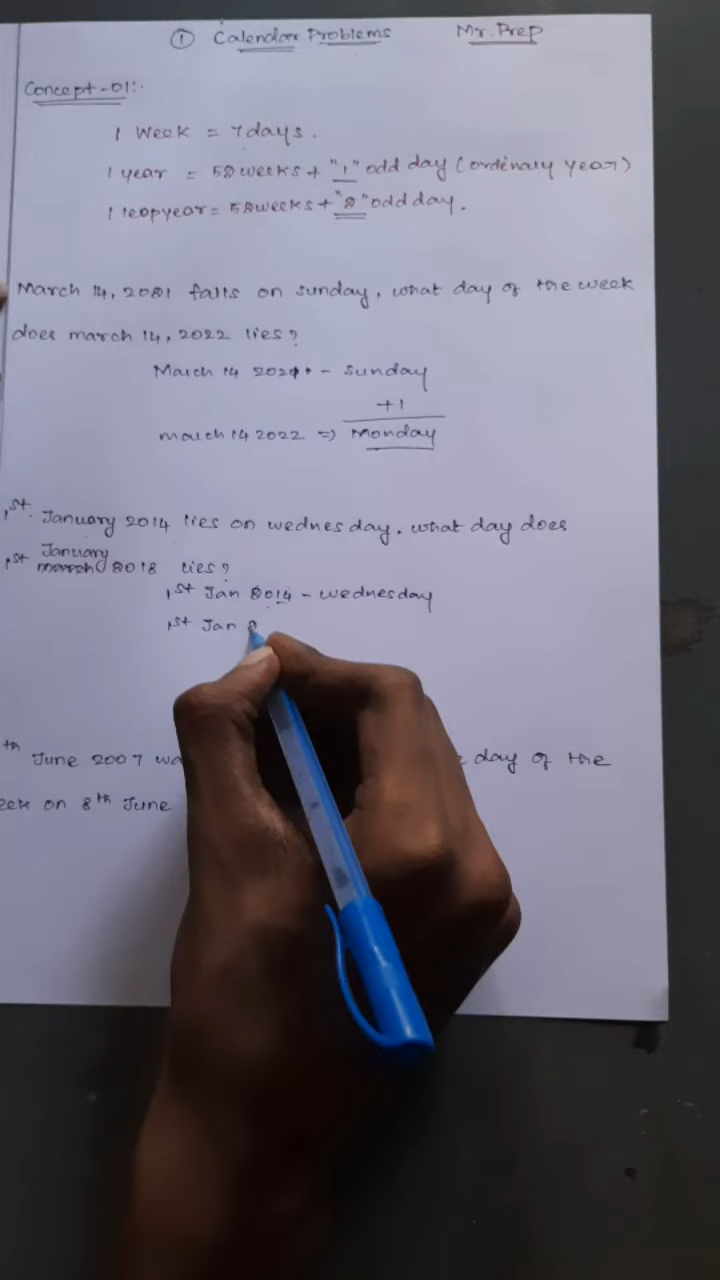 ① Calendar Problems Mr. Prep
Concept-01:-
1 Week = 7 days.
1 year = 52 weeks + "1" odd day (ordinary year)
1 leopyear = 52 weeks + "2" odd day.
March 14, 2021 falls on sunday, what day of the week
does march 14, 2022 lies?
March 14 2021 - Sunday
+1
march 14 2022 => Monday
1st January 2014 lies on wednesday, what day does
January
1st march 2018 lies?
1st Jan 2014 - wednesday
1st Jan 2
th June 2007 day of the
on 8th June